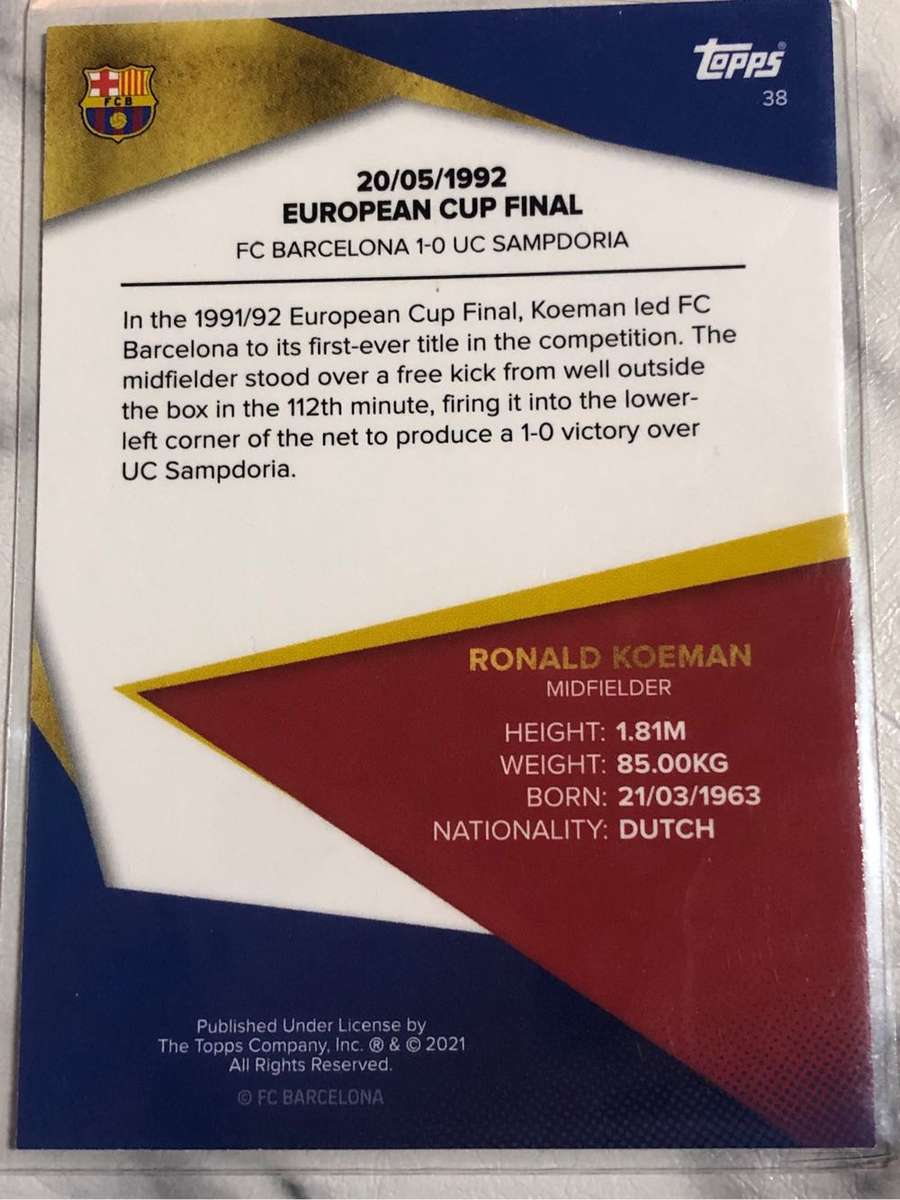 FCB
Topps®
38
20/05/1992
EUROPEAN CUP FINAL
FC BARCELONA 1-0 UC SAMPDORIA
In the 1991/92 European Cup Final, Koeman led FC
Barcelona to its first-ever title in the competition. The
midfielder stood over a free kick from well outside
the box in the 112th minute, firing it into the lower-
left corner of the net to produce a 1-0 victory over
UC Sampdoria.
RONALD KOEMAN
MIDFIELDER
HEIGHT: 1.81M
WEIGHT: 85.00KG
BORN: 21/03/1963
NATIONALITY: DUTCH
Published Under License by
The Topps Company, Inc. ® & © 2021
All Rights Reserved.
© FC BARCELONA